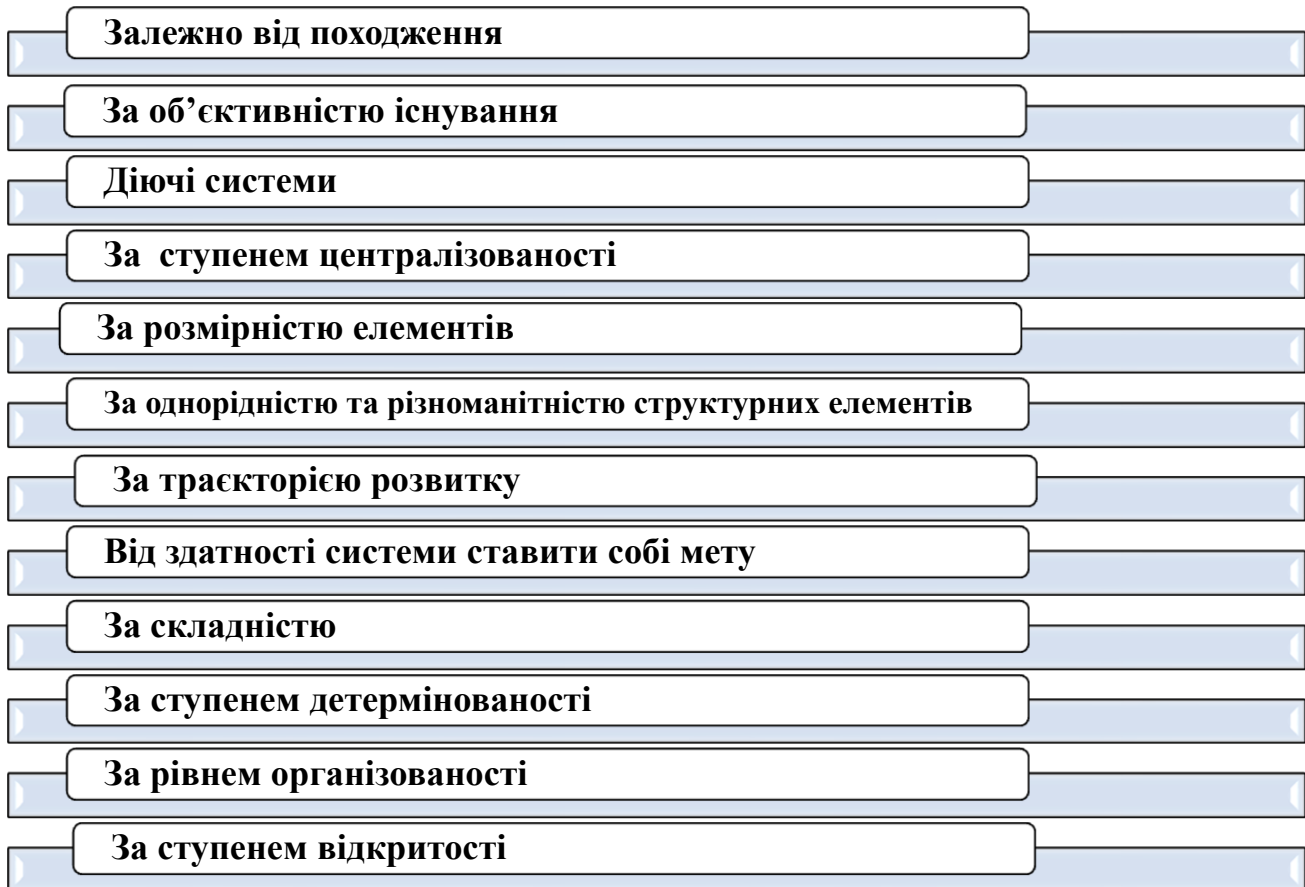 Залежно від походження
За об’єктивністю існування
Діючі системи
За ступенем централізованості
За розмірністю елементів
За однорідністю та різноманітністю структурних елементів
За траєкторією розвитку
Від здатності системи ставити собі мету
За складністю
За ступенем детермінованості
За рівнем організованості
За ступенем відкритості